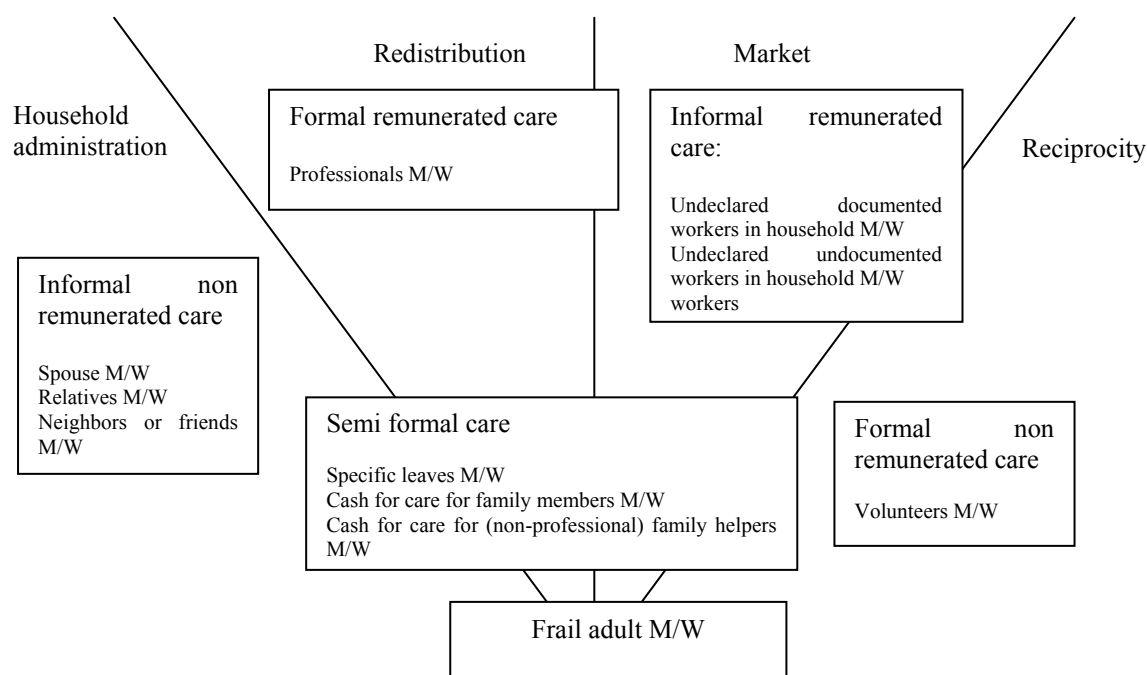 Redistribution
Market
Household
administration
Reciprocity
Formal remunerated care
Professionals M/W
Informal remunerated
care:
Undeclared documented
workers in household M/W
Undeclared undocumented
workers in household M/W
workers
Informal non
remunerated care
Spouse M/W
Relatives M/W
Neighbors or friends
M/W
Semi formal care
Specific leaves M/W
Cash for care for family members M/W
Cash for care for (non-professional) family helpers
M/W
Formal non
remunerated care
Volunteers M/W
Frail adult M/W